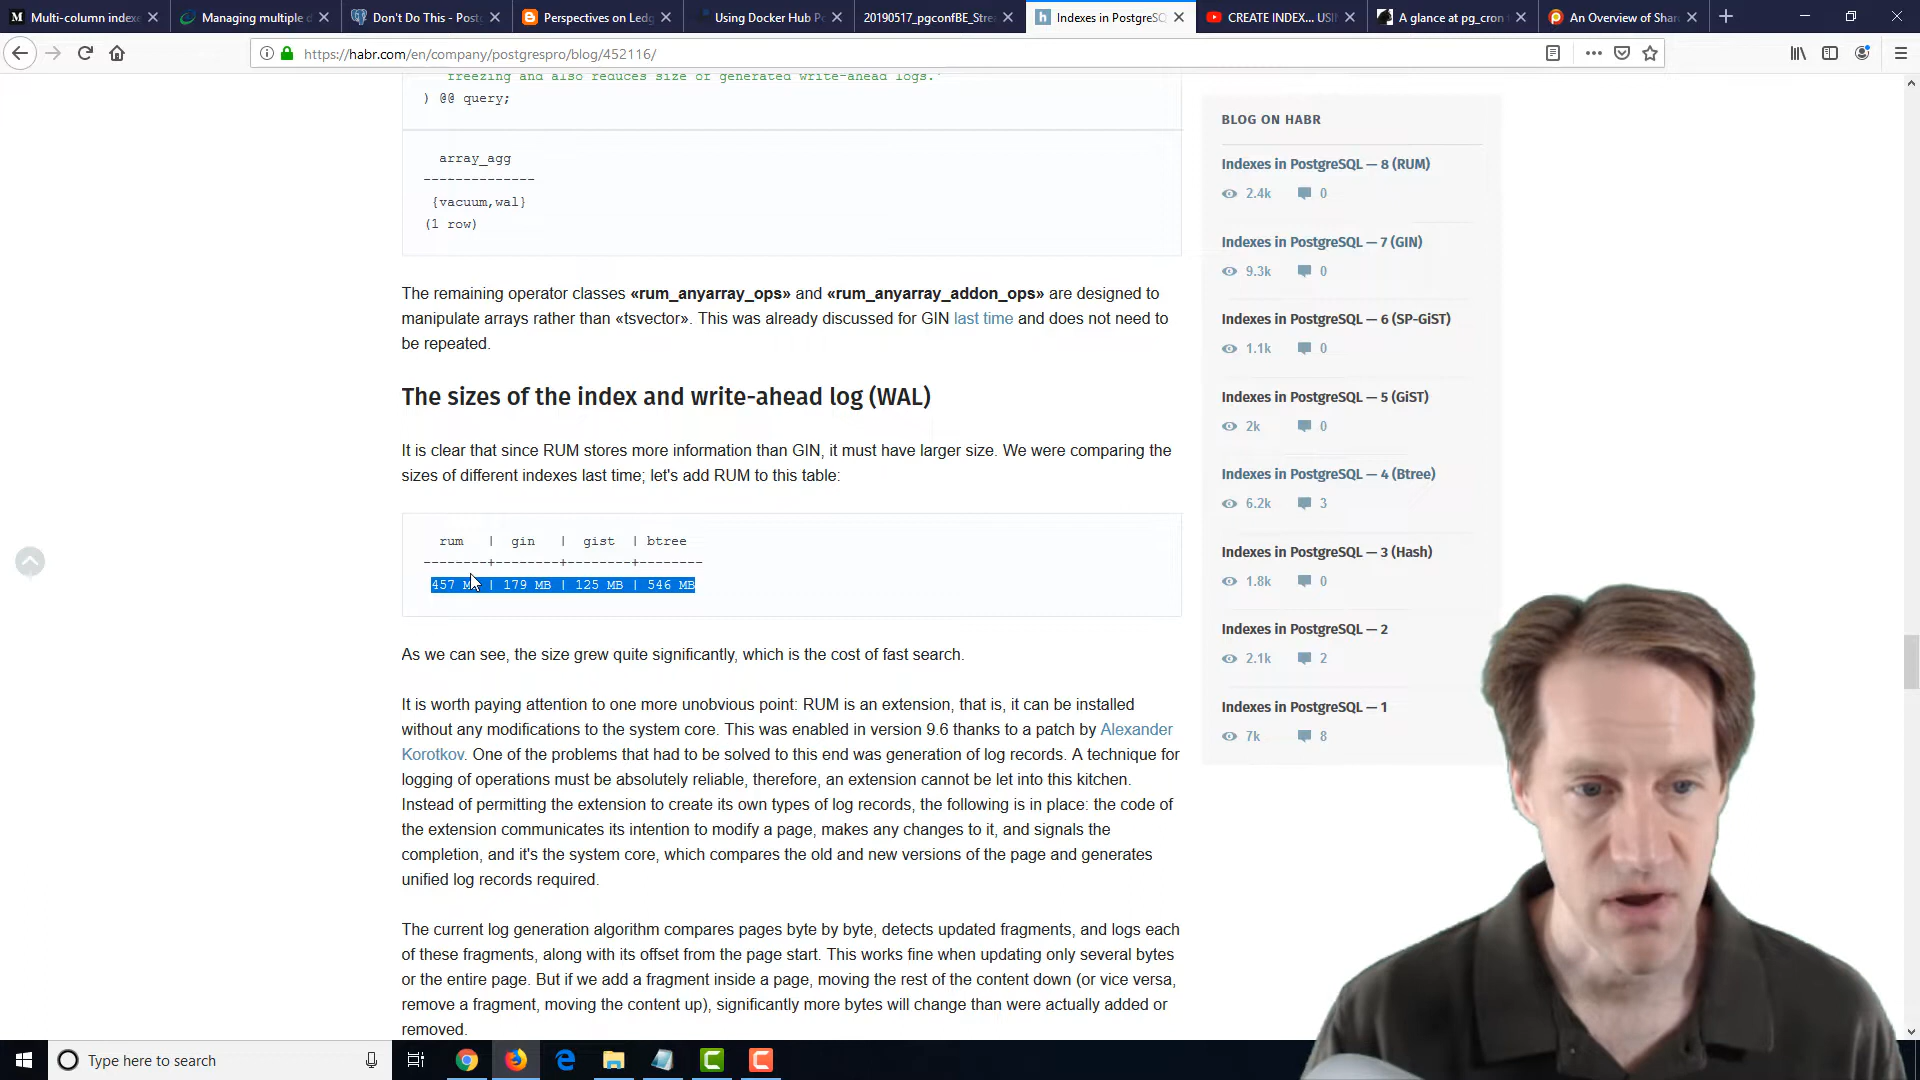 Multi-column indexe
Managing multiple d
Don't Do This - Postg
Perspectives on Ledg
Using Docker Hub Po
20190517_pgconfBE_Strea
Indexes in PostgreSQ
CREATE INDEX... USIN
A glance at pg_cron t
An Overview of Shar
https://habr.com/en/company/postgrespro/blog/452116/
freezing and also reduces size of generated write-ahead logs.'
) @@ query;
array_agg
--------------
{vacuum,wal}
(1 row)
The remaining operator classes «rum_anyarray_ops» and «rum_anyarray_addon_ops» are designed to
manipulate arrays rather than «tsvector». This was already discussed for GIN last time and does not need to
be repeated.
The sizes of the index and write-ahead log (WAL)
It is clear that since RUM stores more information than GIN, it must have larger size. We were comparing the
sizes of different indexes last time; let's add RUM to this table:
rum | gin | gist | btree
--------+--------+--------+--------
457 MB | 179 MB | 125 MB | 546 MB
As we can see, the size grew quite significantly, which is the cost of fast search.
It is worth paying attention to one more unobvious point: RUM is an extension, that is, it can be installed
without any modifications to the system core. This was enabled in version 9.6 thanks to a patch by Alexander
Korotkov. One of the problems that had to be solved to this end was generation of log records. A technique for
logging of operations must be absolutely reliable, therefore, an extension cannot be let into this kitchen.
Instead of permitting the extension to create its own types of log records, the following is in place: the code of
the extension communicates its intention to modify a page, makes any changes to it, and signals the
completion, and it's the system core, which compares the old and new versions of the page and generates
unified log records required.
The current log generation algorithm compares pages byte by byte, detects updated fragments, and logs each
of these fragments, along with its offset from the page start. This works fine when updating only several bytes
or the entire page. But if we add a fragment inside a page, moving the rest of the content down (or vice versa,
remove a fragment, moving the content up), significantly more bytes will change than were actually added or
removed.
BLOG ON HABR
Indexes in PostgreSQL — 8 (RUM)
2.4k 0
Indexes in PostgreSQL — 7 (GIN)
9.3k 0
Indexes in PostgreSQL — 6 (SP-GiST)
1.1k 0
Indexes in PostgreSQL — 5 (GiST)
2k 0
Indexes in PostgreSQL — 4 (Btree)
6.2k 3
Indexes in PostgreSQL — 3 (Hash)
1.8k 0
Indexes in PostgreSQL — 2
2.1k 2
Indexes in PostgreSQL — 1
7k 8
Type here to search